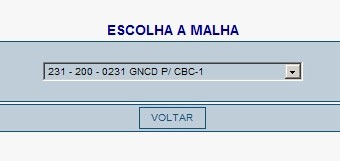 ESCOLHA A MALHA
231 - 200 - 0231 GNCD P/ CBC-1
VOLTAR